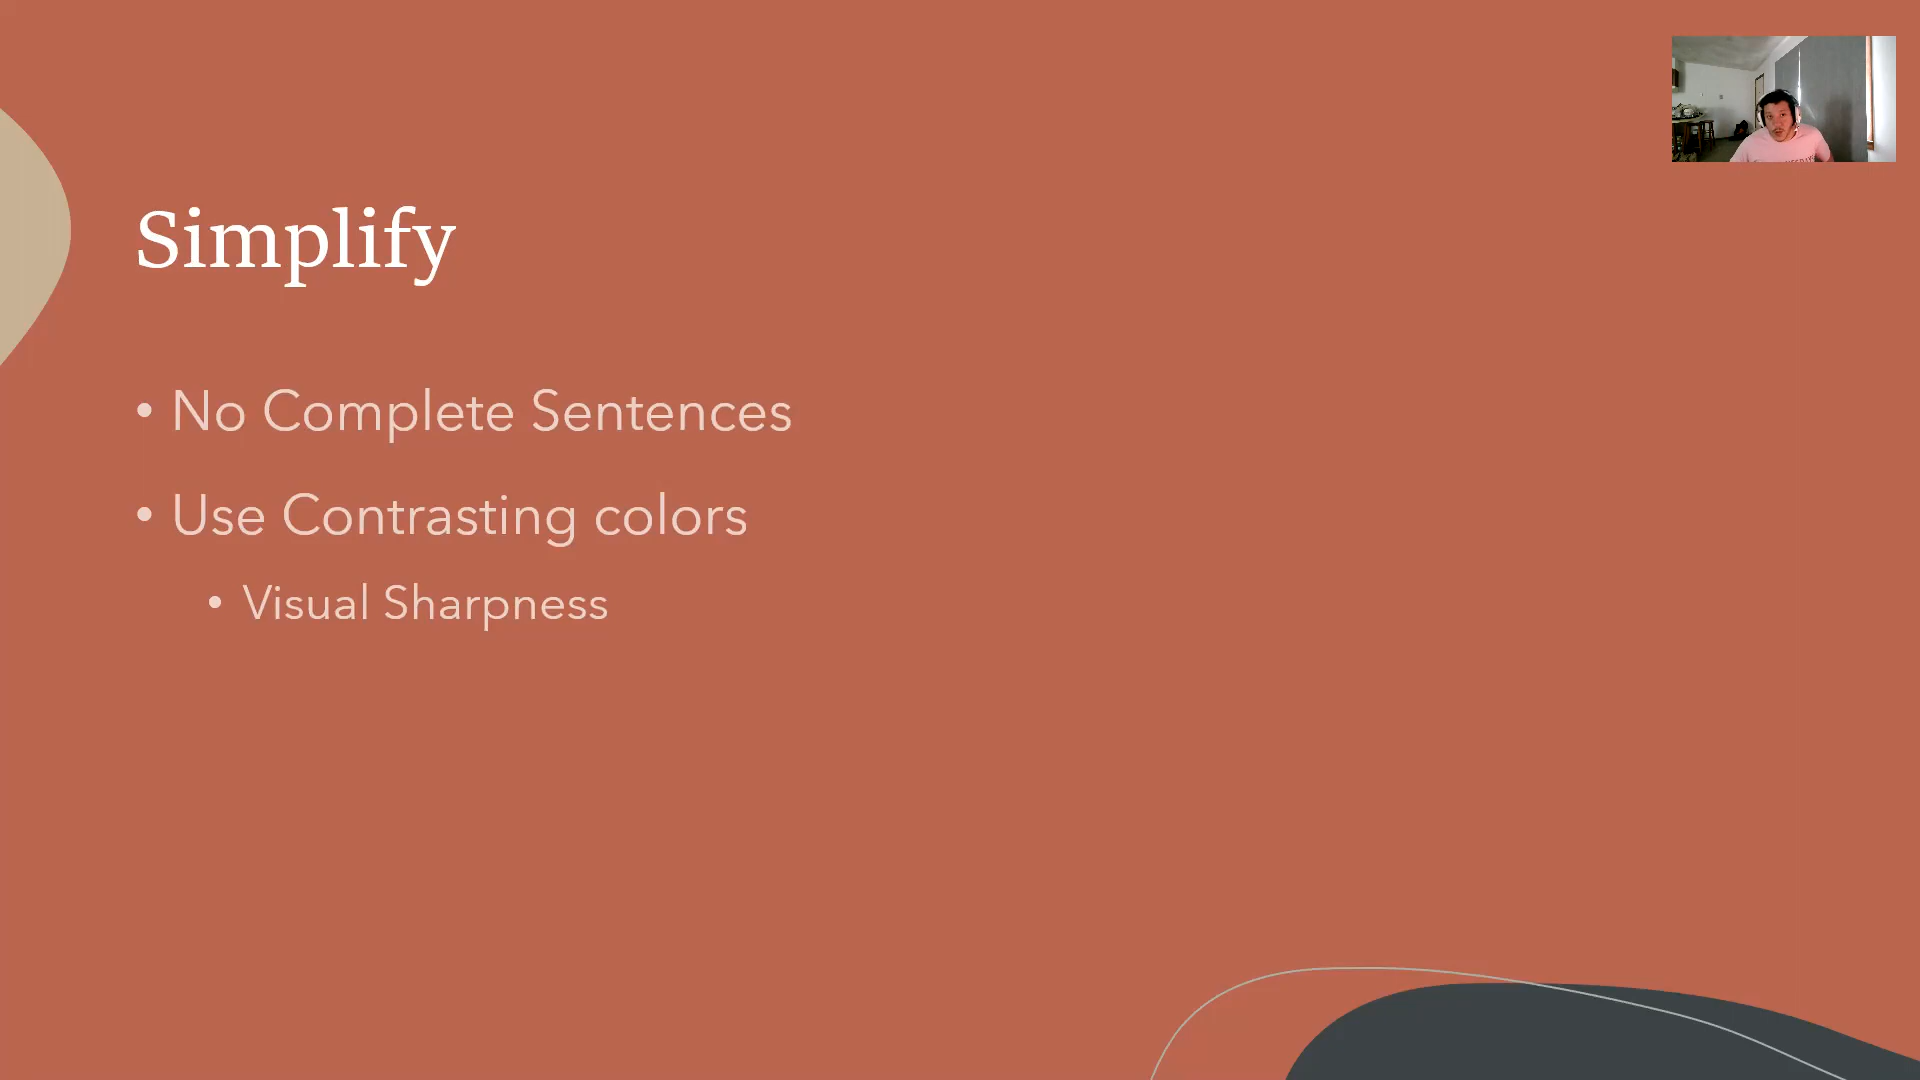 Simplify
• No Complete Sentences
• Use Contrasting colors
• Visual Sharpness